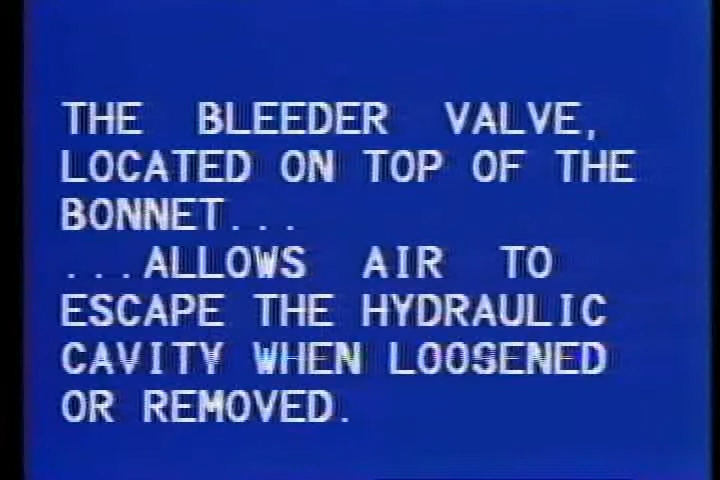 THE BLEEDER VALVE,
LOCATED ON TOP OF THE
BONNET...
...ALLOWS AIR TO
ESCAPE THE HYDRAULIC
CAVITY WHEN LOOSENED
OR REMOVED.